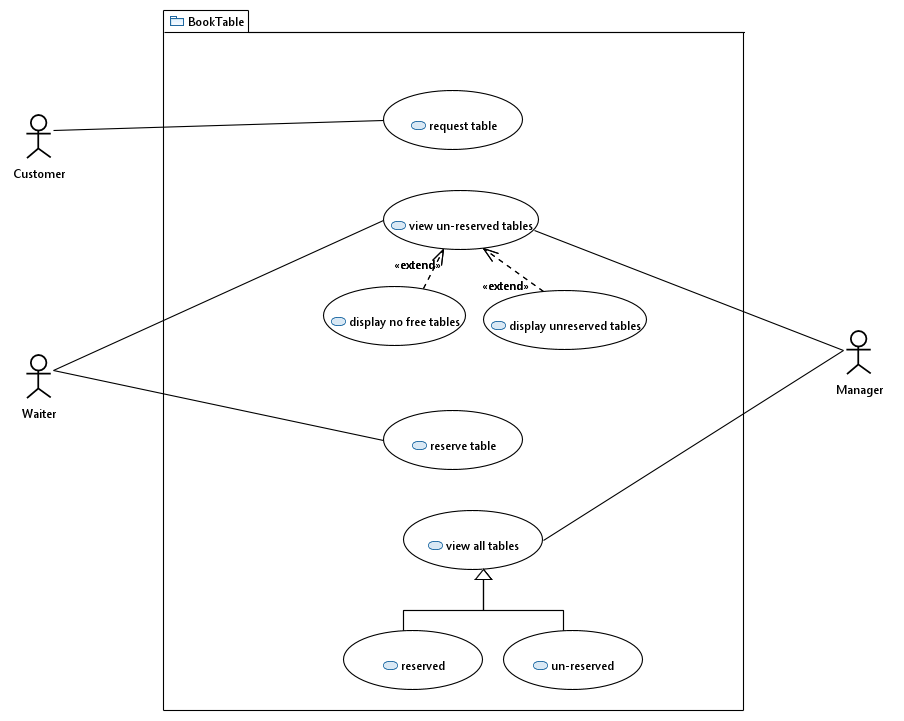 BookTable
request table
Customer
view un-reserved tables
«extend»
«extend»
display no free tables
display unreserved tables
Waiter
Manager
reserve table
view all tables
reserved
un-reserved